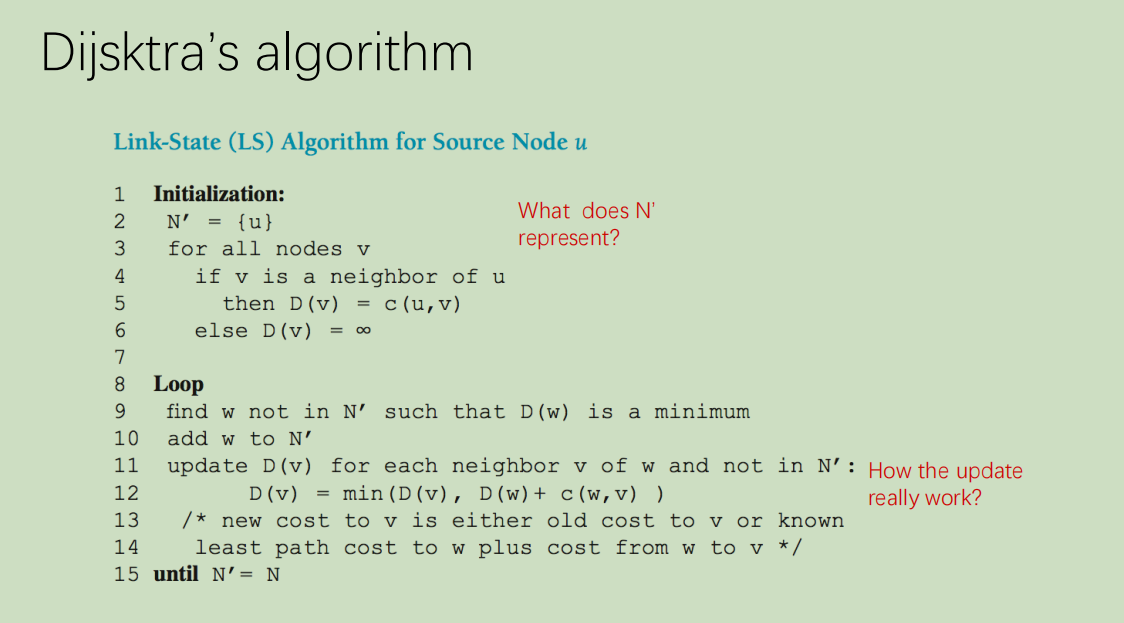 Dijsktra’s algorithm
Link-State (LS) Algorithm for Source Node u
1 Initialization:
2 N′ = {u}
What does N'
represent?
3 for all nodes v
4 if v is a neighbor of u
5 then D(v) = c(u,v)
6 else D(v) = ∞
7
8 Loop
9 find w not in N′ such that D(w) is a minimum
10 add w to N′
11 update D(v) for each neighbor v of w and not in N′:
12 D(v) = min(D(v), D(w)+ c(w,v) )
How the update
really work?
13 /* new cost to v is either old cost to v or known
14 least path cost to w plus cost from w to v */
15 until N′= N